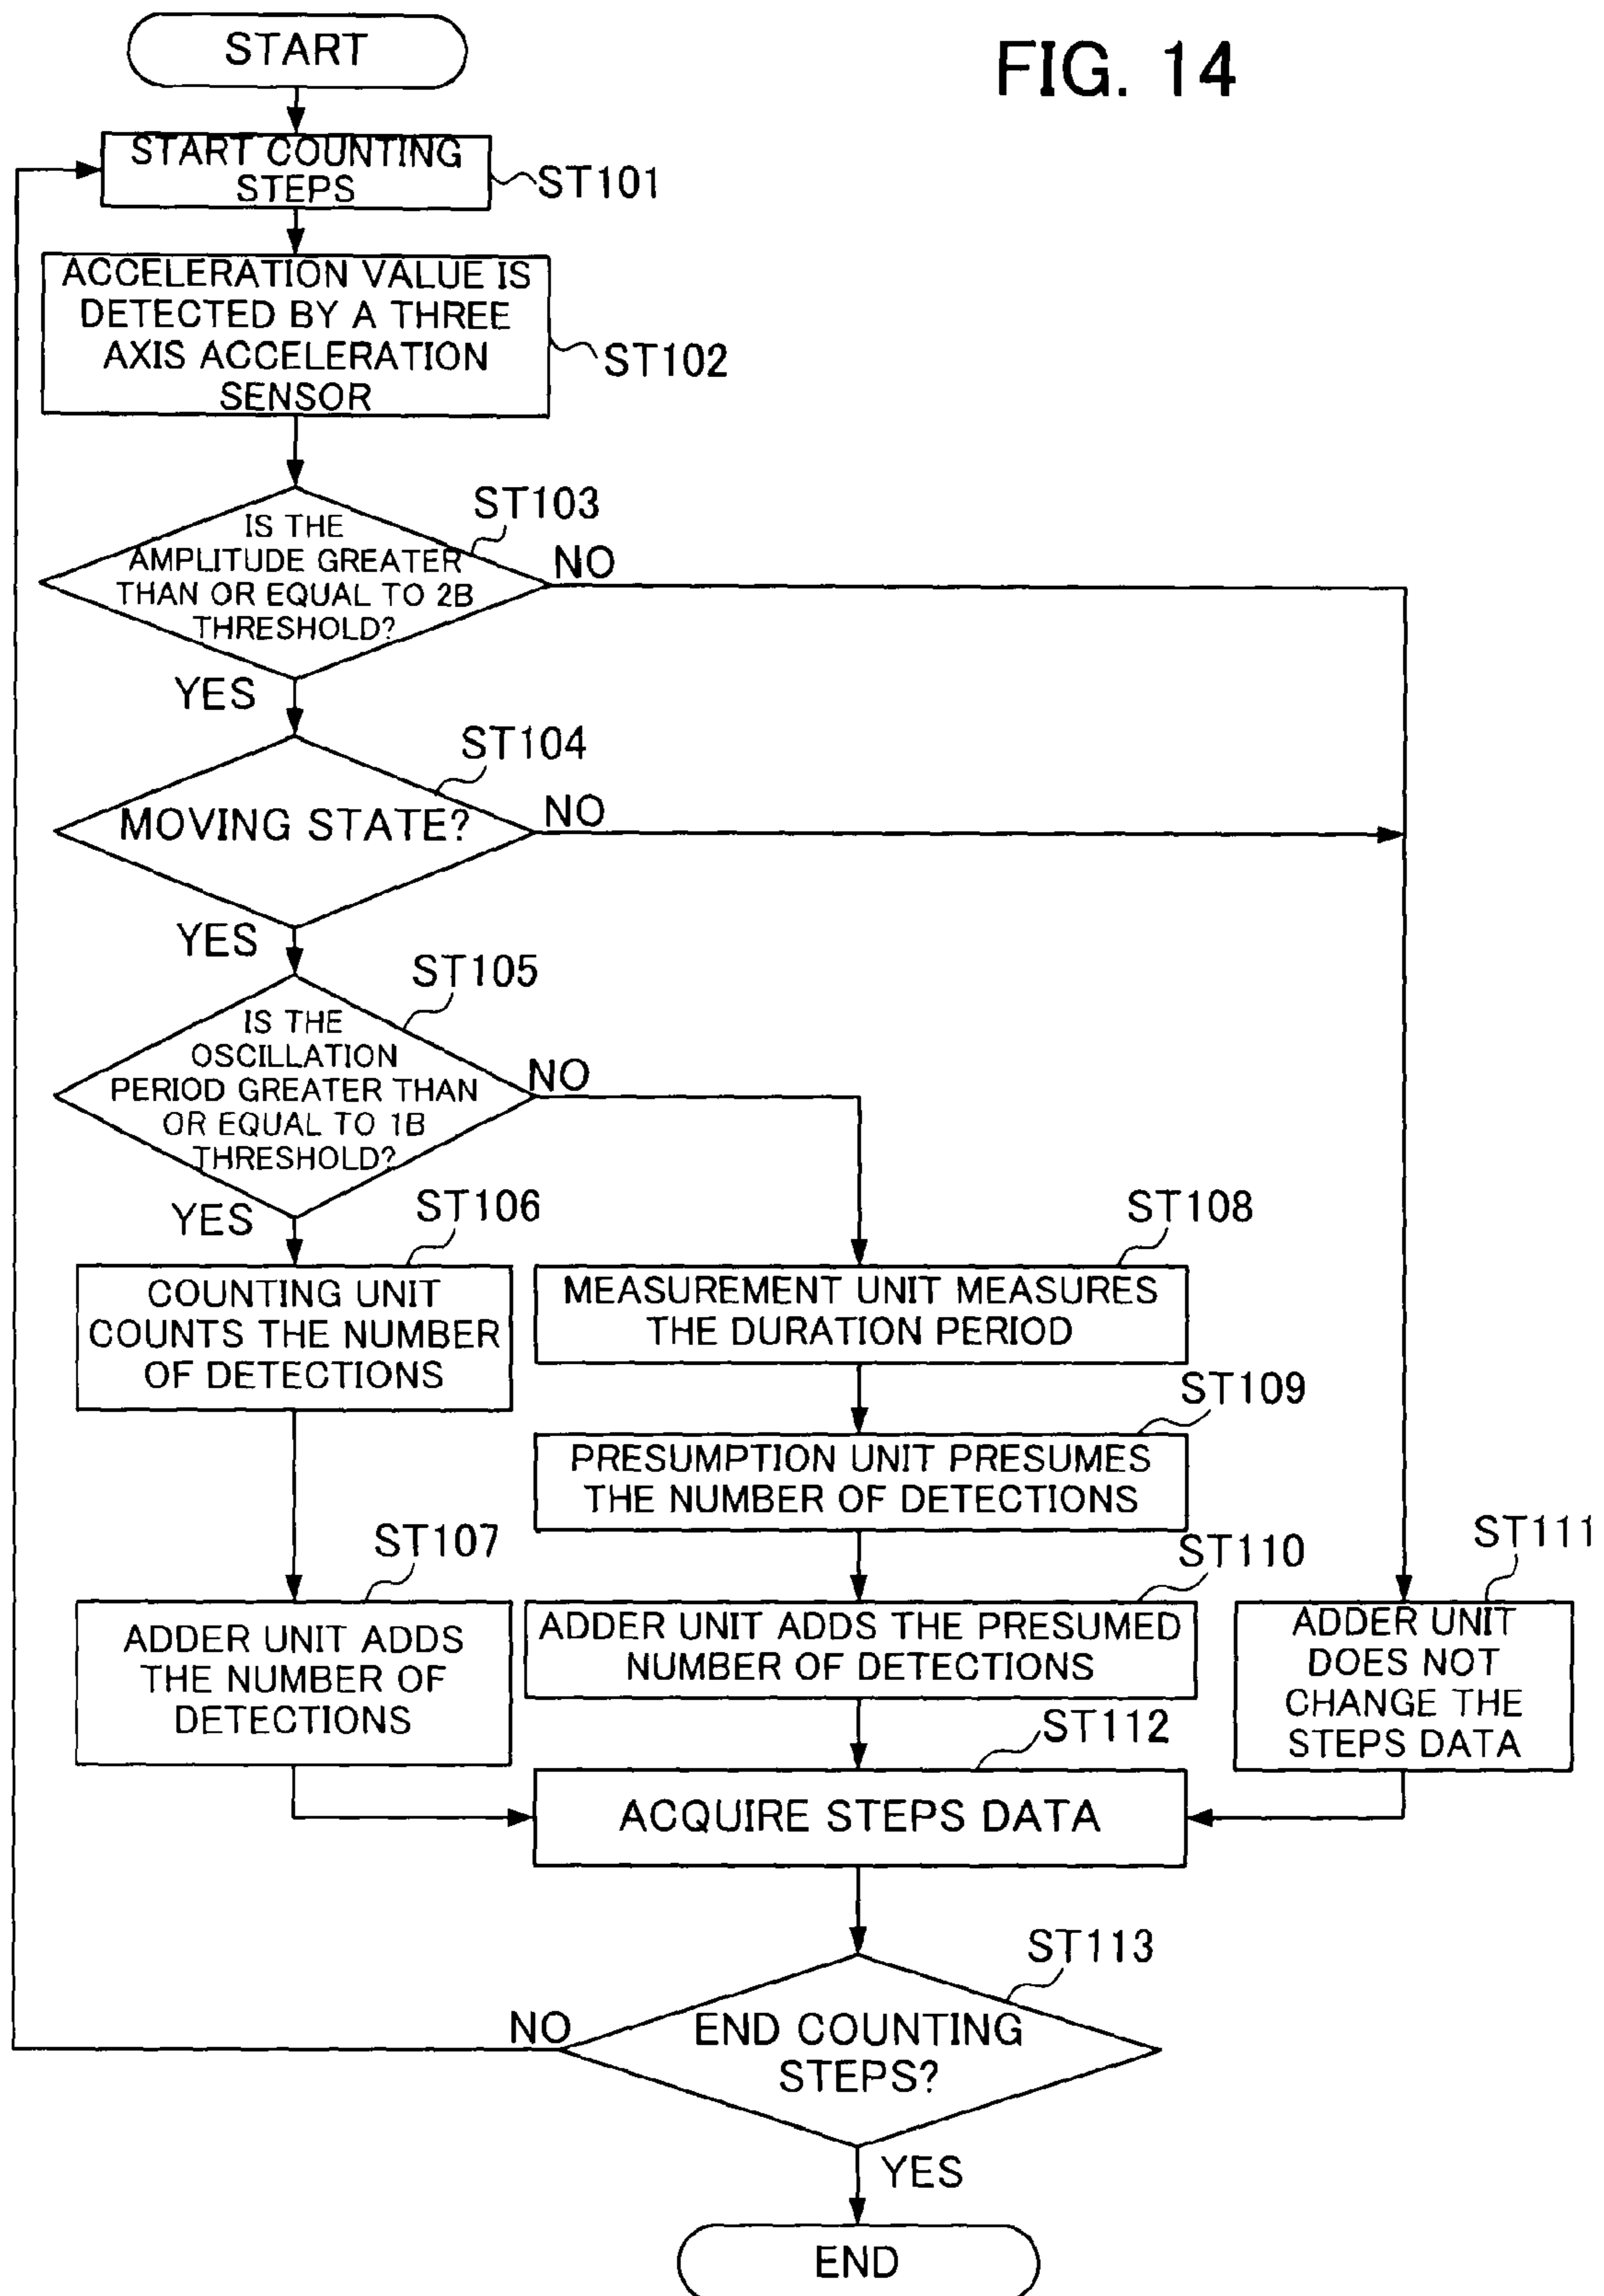 START
FIG. 14
START COUNTING
STEPS
ST101
ACCELERATION VALUE IS
DETECTED BY A THREE
AXIS ACCELERATION
SENSOR
ST102
ST103
IS THE
AMPLITUDE GREATER
THAN OR EQUAL TO 2B
THRESHOLD?
NO
YES
ST104
MOVING STATE?
NO
YES
ST105
IS THE
OSCILLATION
PERIOD GREATER THAN
OR EQUAL TO 1B
THRESHOLD?
NO
YES
ST106
COUNTING UNIT
COUNTS THE NUMBER
OF DETECTIONS
ST108
MEASUREMENT UNIT MEASURES
THE DURATION PERIOD
ST109
PRESUMPTION UNIT PRESUMES
THE NUMBER OF DETECTIONS
ST107
ADDER UNIT ADDS
THE NUMBER OF
DETECTIONS
ST110
ADDER UNIT ADDS THE PRESUMED
NUMBER OF DETECTIONS
ST111
ADDER UNIT
DOES NOT
CHANGE THE
STEPS DATA
ST112
ACQUIRE STEPS DATA
ST113
END COUNTING
STEPS?
NO
YES
END